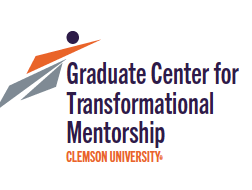 Graduate Center for
Transformational
Mentorship
CLEMSON UNIVERSITY®